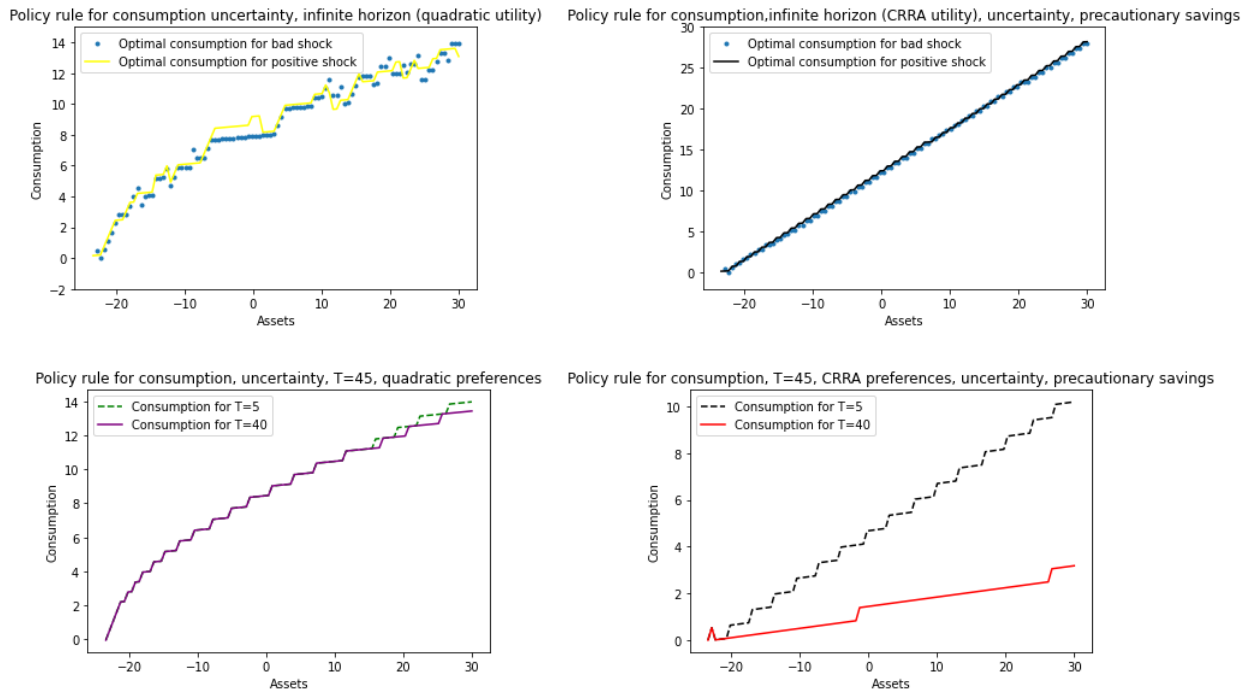 Policy rule for consumption uncertainty, infinite horizon (quadratic utility)
14
12
10
8
6
4
2
0
−2
Consumption
Optimal consumption for bad shock
Optimal consumption for positive shock
−20
−10
0
10
20
30
Assets
Policy rule for consumption,infinite horizon (CRRA utility), uncertainty, precautionary savings
30
25
20
15
10
5
0
Consumption
Optimal consumption for bad shock
Optimal consumption for positive shock
−20
−10
0
10
20
30
Assets
Policy rule for consumption, uncertainty, T=45, quadratic preferences
14
12
10
8
6
4
2
0
Consumption
Consumption for T=5
Consumption for T=40
−20
−10
0
10
20
30
Assets
Policy rule for consumption, T=45, CRRA preferences, uncertainty, precautionary savings
10
8
6
4
2
0
Consumption
Consumption for T=5
Consumption for T=40
−20
−10
0
10
20
30
Assets